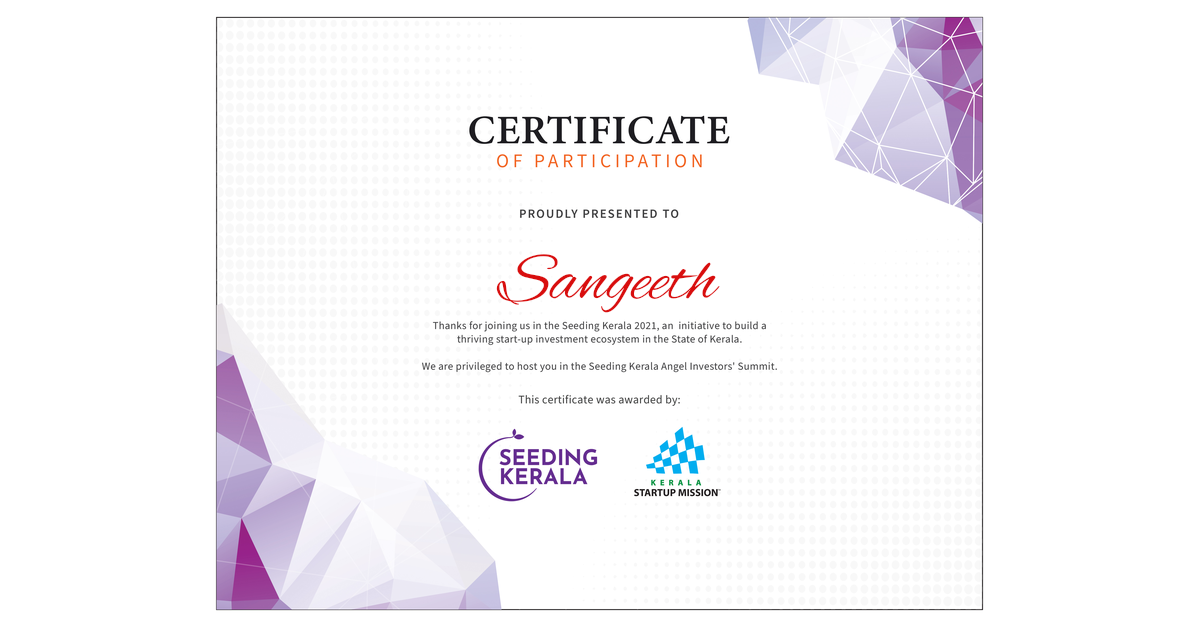 CERTIFICATE
OF PARTICIPATION
PROUDLY PRESENTED TO
Sangeeth
Thanks for joining us in the Seeding Kerala 2021, an initiative to build a
thriving start-up investment ecosystem in the State of Kerala.
We are privileged to host you in the Seeding Kerala Angel Investors' Summit.
This certificate was awarded by:
SEEDING
KERALA
KERALA
STARTUP MISSION